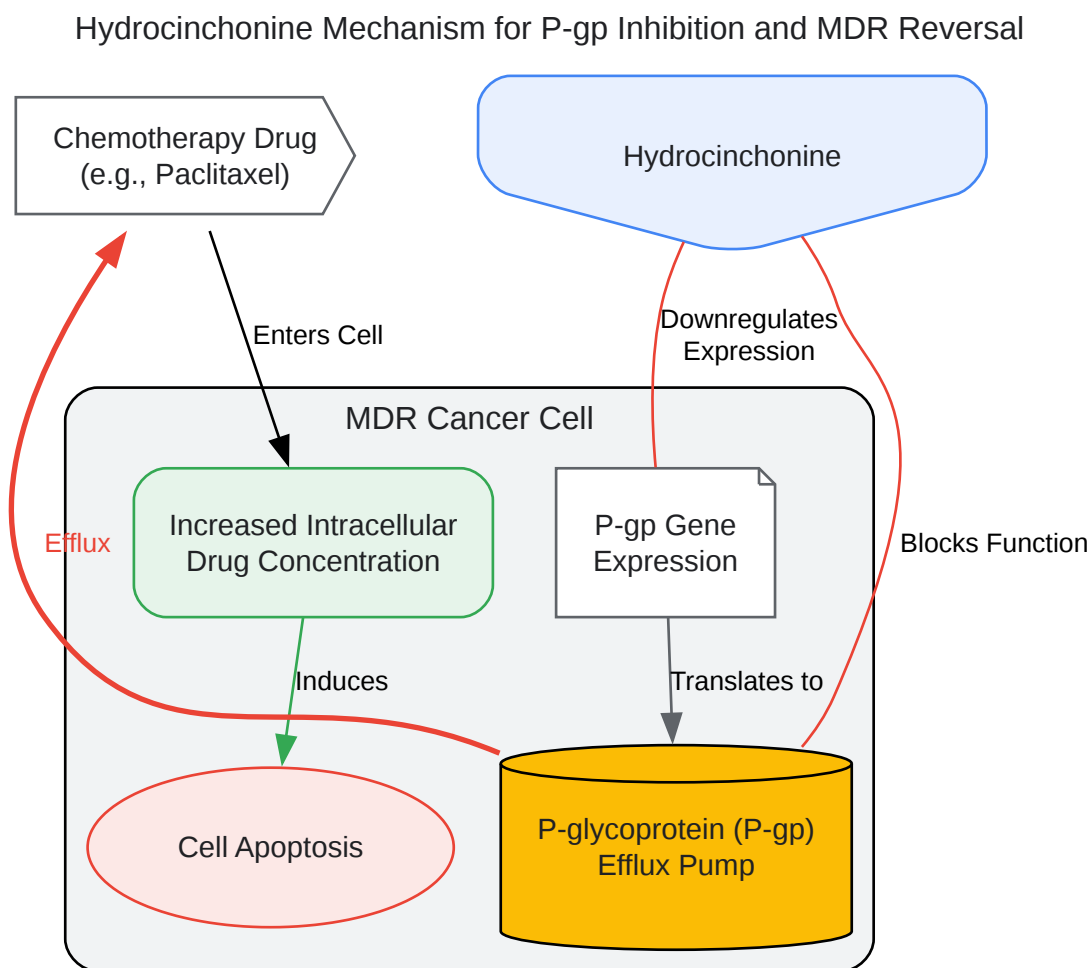 Hydrocinchonine Mechanism for P-gp Inhibition and MDR Reversal
Chemotherapy Drug
(e.g., Paclitaxel)
Hydrocinchonine
Enters Cell
Downregulates
Expression
MDR Cancer Cell
Increased Intracellular
Drug Concentration
P-gp Gene
Expression
Efflux
Blocks Function
Induces
Translates to
Cell Apoptosis
P-glycoprotein (P-gp)
Efflux Pump